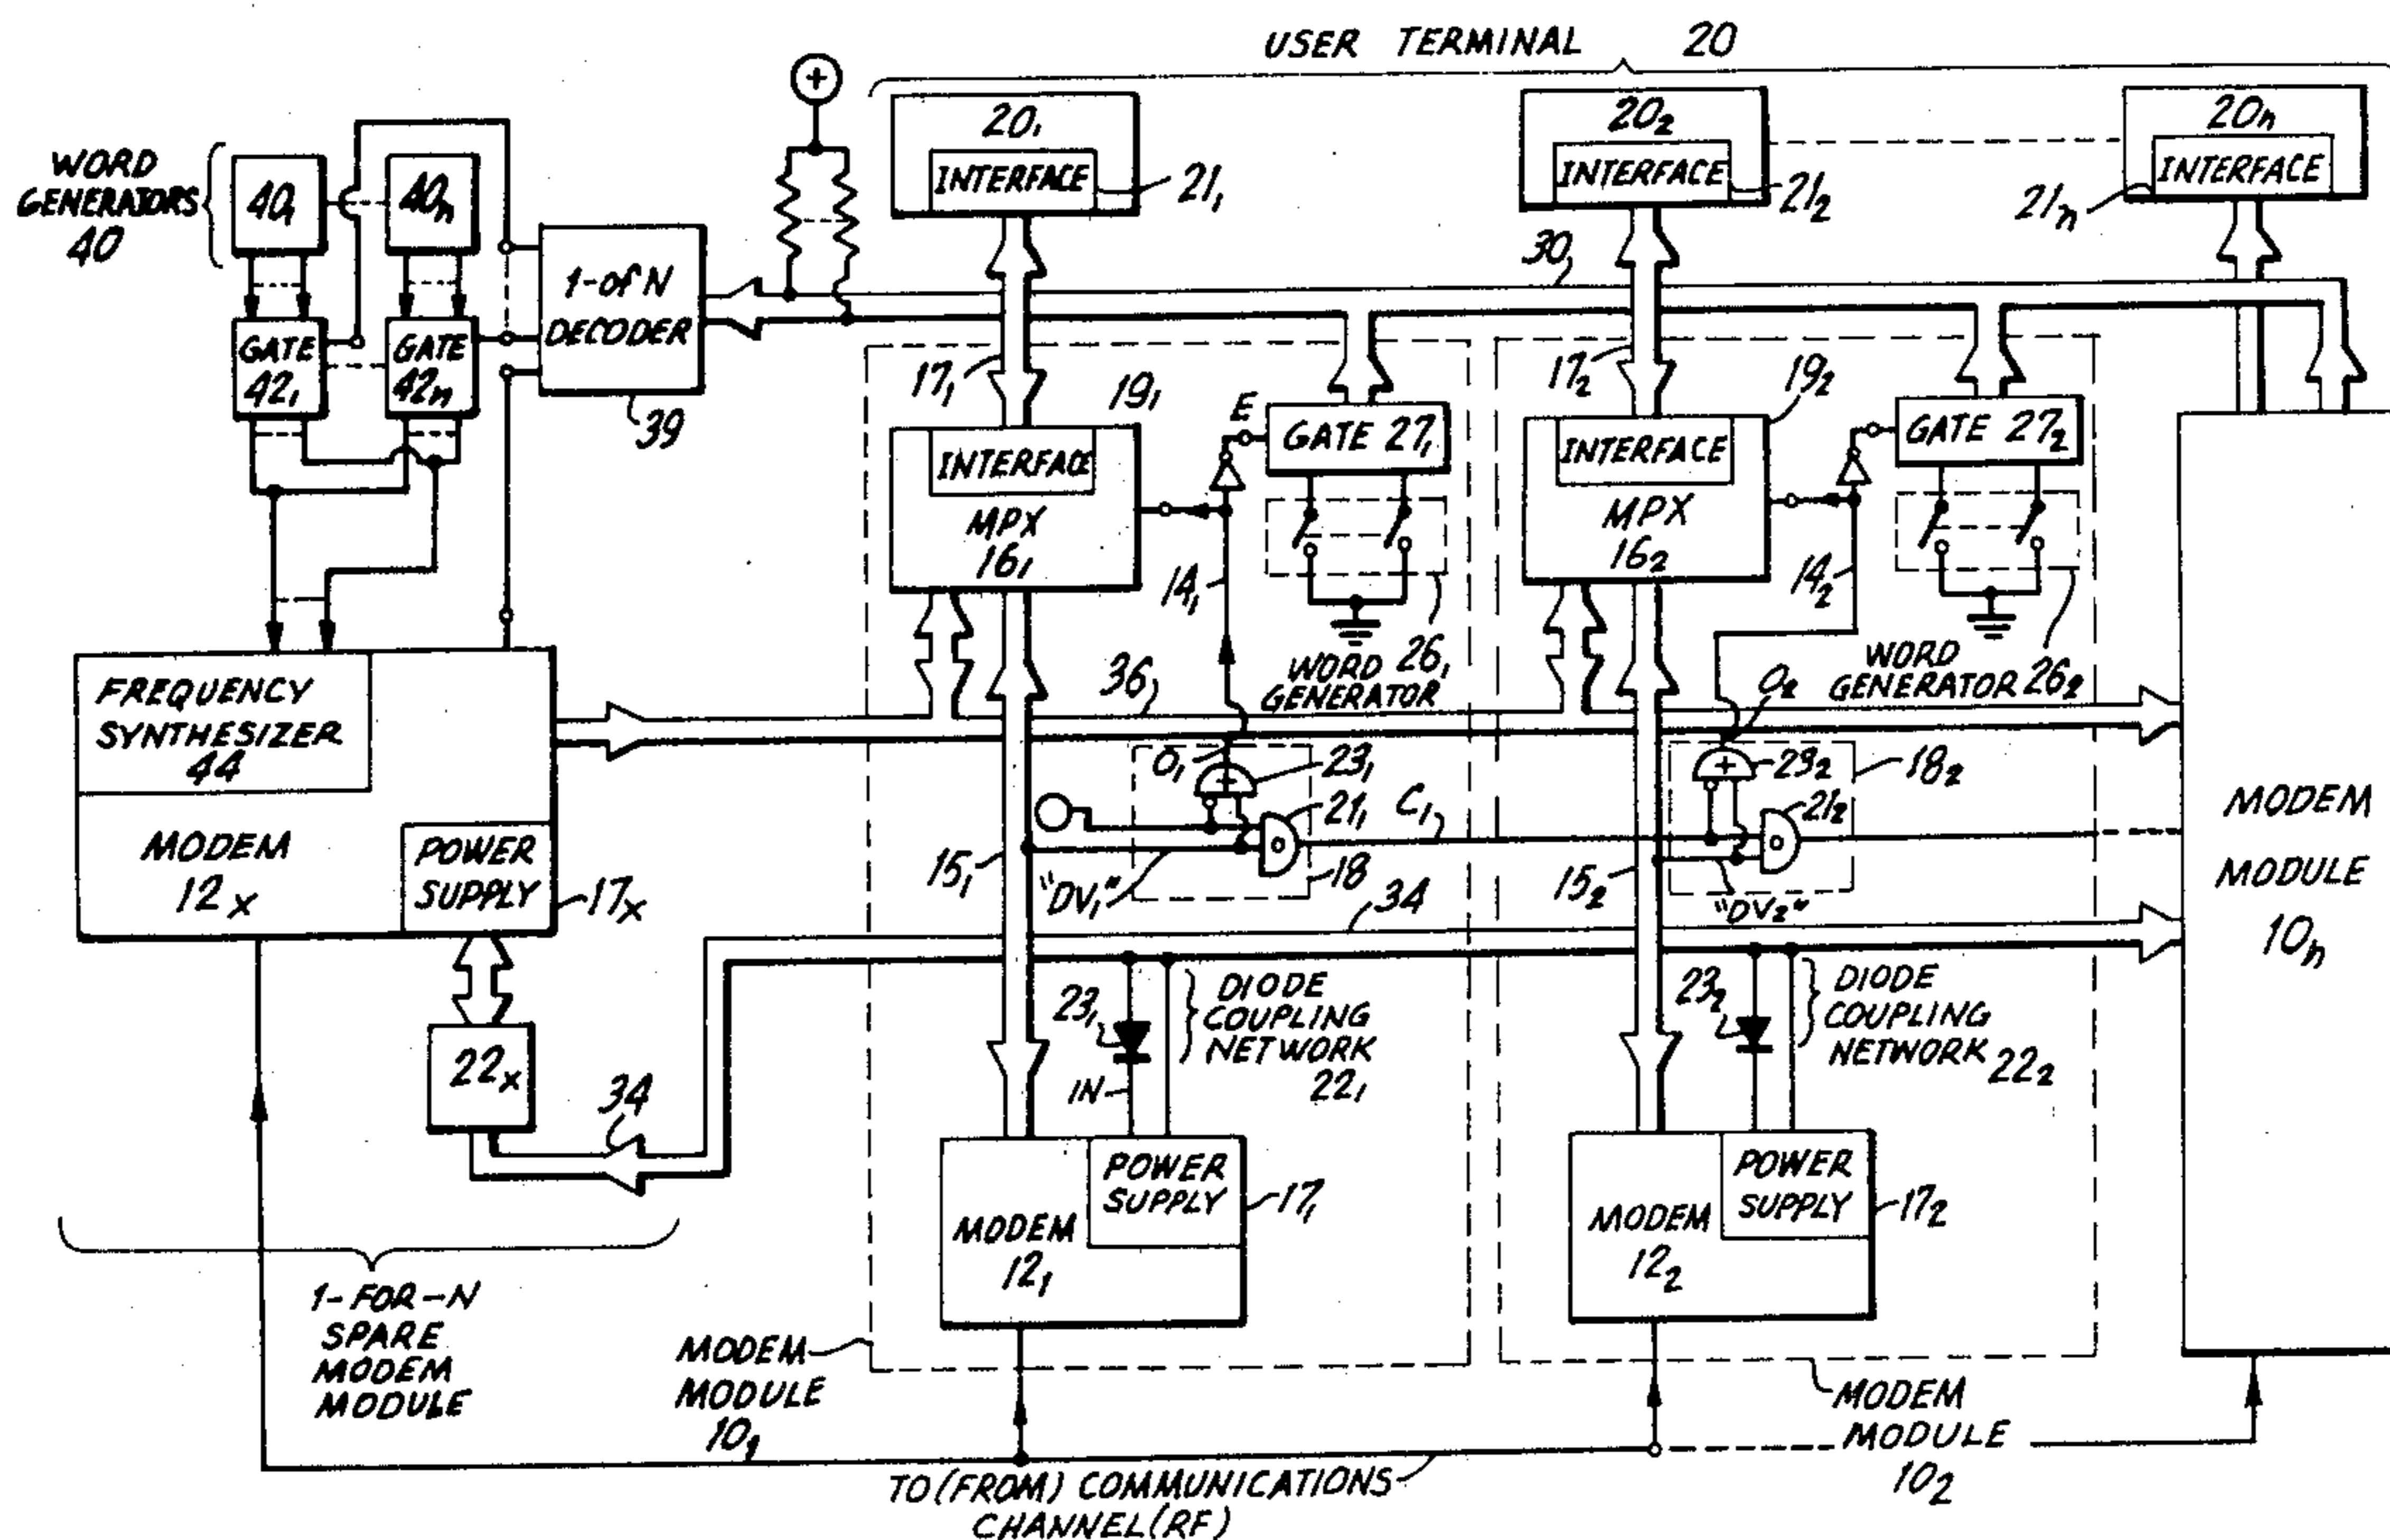 USER TERMINAL 20
+
WORD GENERATORS 40
40₁
40ₙ
GATE 42₁
GATE 42ₙ
1-of N DECODER
39
20₁
INTERFACE
21₁
20₂
INTERFACE
21₂
20ₙ
INTERFACE
21ₙ
30
17₁
19₁
E
GATE 27₁
INTERFACE
MPX 16₁
14₁
WORD 26₁
GENERATOR
17₂
19₂
GATE 27₂
INTERFACE
MPX 16₂
14₂
WORD
GENERATOR 26₂
FREQUENCY
SYNTHESIZER
44
MODEM
12x
POWER
SUPPLY
17x
36
O₁
23₁
21₁
C₁
15₁
"DV₁"
18
O₂
23₂
18₂
21₂
15₂
"DV₂"
34
MODEM
MODULE
10ₙ
22x
34
23₁
IN
DIODE
COUPLING
NETWORK
22₁
23₂
DIODE
COUPLING
NETWORK 22₂
POWER
SUPPLY
17₁
MODEM
12₁
POWER
SUPPLY
17₂
MODEM
12₂
1-FOR-N
SPARE
MODEM
MODULE
MODEM
MODULE
10₁
MODEM
MODULE
10₂
TO (FROM) COMMUNICATIONS
CHANNEL (RF)